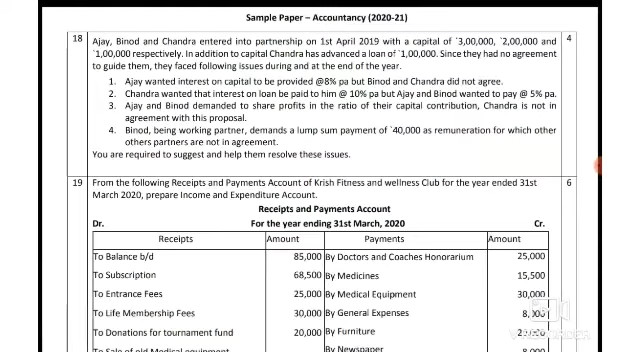 Sample Paper – Accountancy (2020-21)
18 Ajay, Binod and Chandra entered into partnership on 1st April 2019 with a capital of `3,00,000, `2,00,000 and 4
`1,00,000 respectively. In addition to capital Chandra has advanced a loan of `1,00,000. Since they had no agreement
to guide them, they faced following issues during and at the end of the year.
1. Ajay wanted interest on capital to be provided @8% pa but Binod and Chandra did not agree.
2. Chandra wanted that interest on loan be paid to him @ 10% pa but Ajay and Binod wanted to pay @ 5% pa.
3. Ajay and Binod demanded to share profits in the ratio of their capital contribution, Chandra is not in
agreement with this proposal.
4. Binod, being working partner, demands a lump sum payment of `40,000 as remuneration for which other
others partners are not in agreement.
You are required to suggest and help them resolve these issues.
19 From the following Receipts and Payments Account of Krish Fitness and wellness Club for the year ended 31st 6
March 2020, prepare Income and Expenditure Account.
Receipts and Payments Account
Dr. For the year ending 31st March, 2020 Cr.
Receipts Amount Payments Amount
To Balance b/d 85,000 By Doctors and Coaches Honorarium 25,000
To Subscription 68,500 By Medicines 15,500
To Entrance Fees 25,000 By Medical Equipment 30,000
To Life Membership Fees 30,000 By General Expenses
To Donations for tournament fund 20,000 By Furniture
To Sale of old Medical equipment By Newspaper 8,000